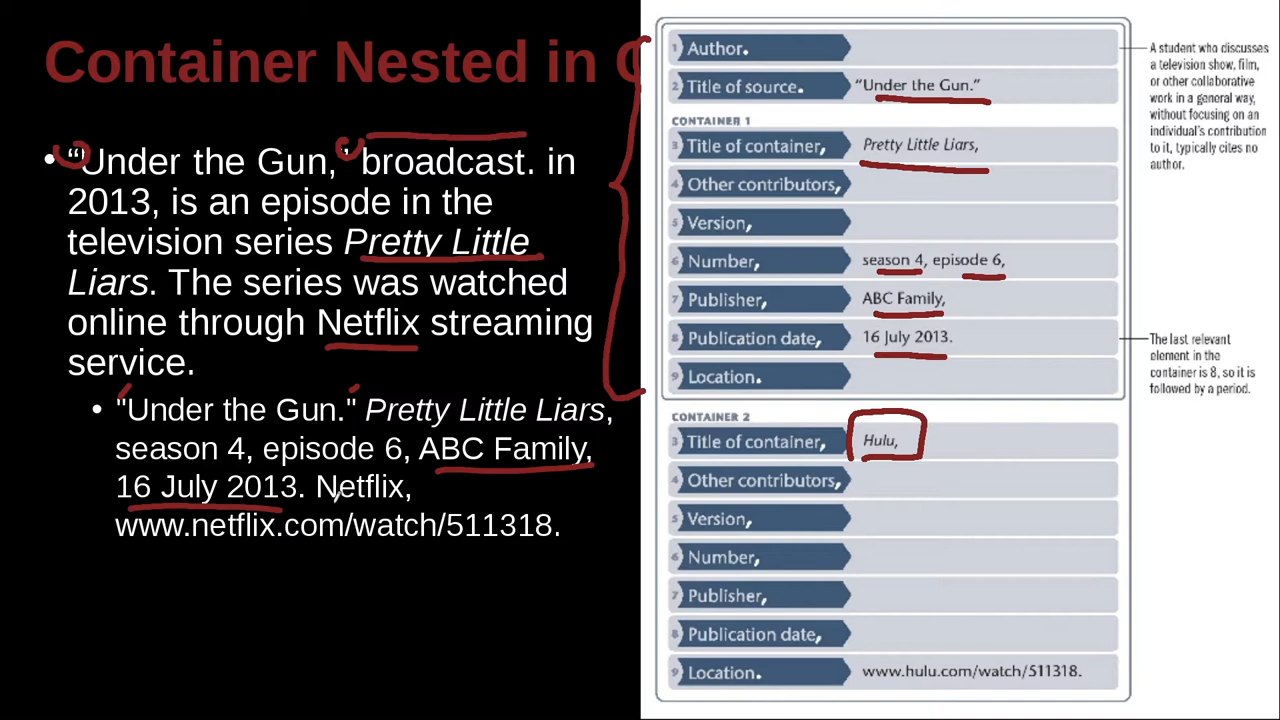 Container Nested in
• “Under the Gun,” broadcast. in
2013, is an episode in the
television series Pretty Little
Liars. The series was watched
online through Netflix streaming
service.
• "Under the Gun." Pretty Little Liars,
season 4, episode 6, ABC Family,
16 July 2013. Netflix,
www.netflix.com/watch/511318.
1 Author.
2 Title of source. “Under the Gun.”
CONTAINER 1
3 Title of container, Pretty Little Liars,
4 Other contributors,
5 Version,
6 Number, season 4, episode 6,
7 Publisher, ABC Family,
8 Publication date, 16 July 2013.
9 Location.
CONTAINER 2
3 Title of container, Hulu,
4 Other contributors,
5 Version,
6 Number,
7 Publisher,
8 Publication date,
9 Location. www.hulu.com/watch/511318.
A student who discusses
a television show, film,
or other collaborative
work in a general way,
without focusing on an
individual’s contribution
to it, typically cites no
author.
The last relevant
element in the
container is 8, so it is
followed by a period.